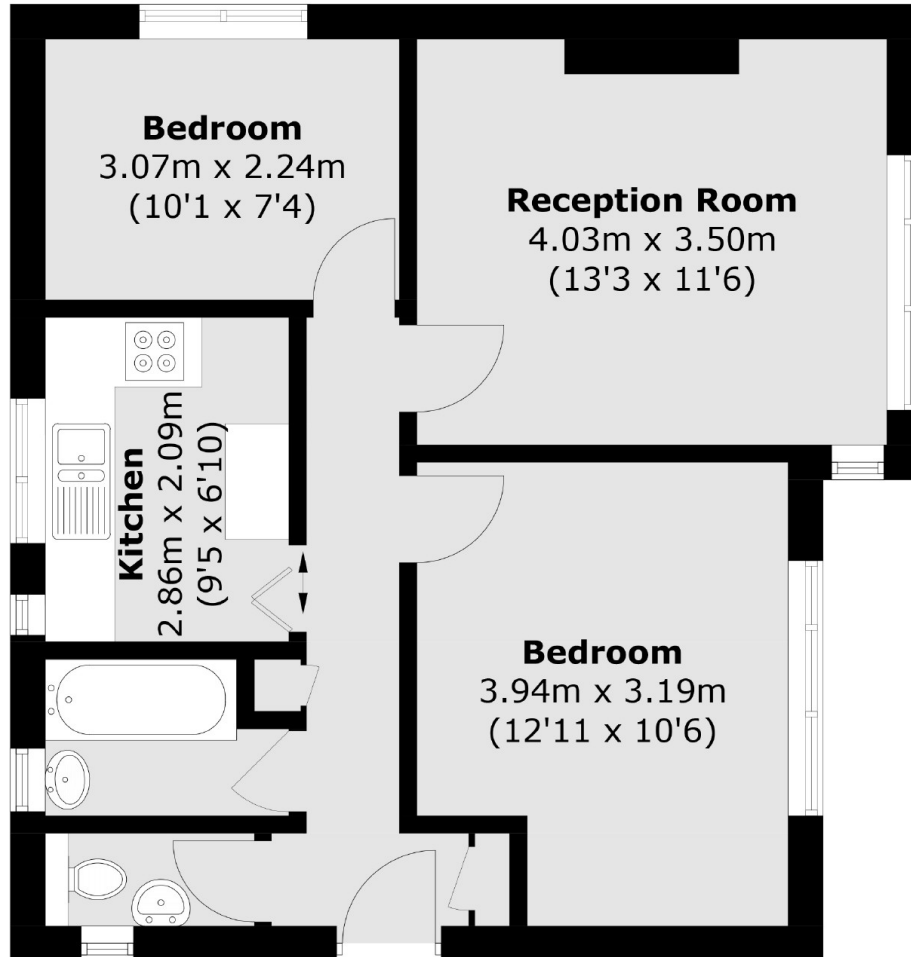 Bedroom
3.07m x 2.24m
(10'1 x 7'4)
Reception Room
4.03m x 3.50m
(13'3 x 11'6)
Kitchen
2.86m x 2.09m
(9'5 x 6'10)
Bedroom
3.94m x 3.19m
(12'11 x 10'6)